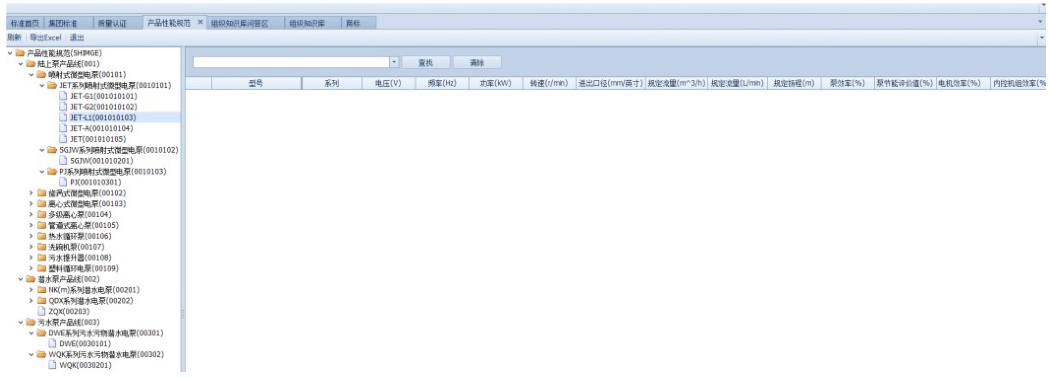 标准首页 集团标准 质量认证 产品性能规范 × 组织知识库问答区 组织知识库 商标
刷新 导出Excel 退出
产品性能规范(SHIMGE)
陆上泵产品线(001)
喷射式微型电泵(00101)
JET系列喷射式微型电泵(0010101)
JET-G1(001010101)
JET-G2(001010102)
JET-L1(001010103)
JET-A(001010104)
JET(001010105)
SGJW系列喷射式微型电泵(0010102)
SGJW(001010201)
PJ系列喷射式微型电泵(0010103)
PJ(001010301)
旋涡式微型电泵(00102)
离心式微型电泵(00103)
多级离心泵(00104)
管道式离心泵(00105)
热水循环泵(00106)
洗碗机泵(00107)
污水提升器(00108)
塑料循环电泵(00109)
潜水泵产品线(002)
NK(m)系列潜水电泵(00201)
QDX系列潜水电泵(00202)
ZQX(00203)
污水泵产品线(003)
DWE系列污水污物潜水电泵(00301)
DWE(0030101)
WQK系列污水污物潜水电泵(00302)
WQK(0030201)
查找 清除
型号 系列 电压(V) 频率(Hz) 功率(kW) 转速(r/min) 进出口径(mm/英寸) 规定流量(m^3/h) 规定流量(L/min) 规定扬程(m) 泵效率(%) 泵节能评价值(%) 电机效率(%) 内控机组效率(%